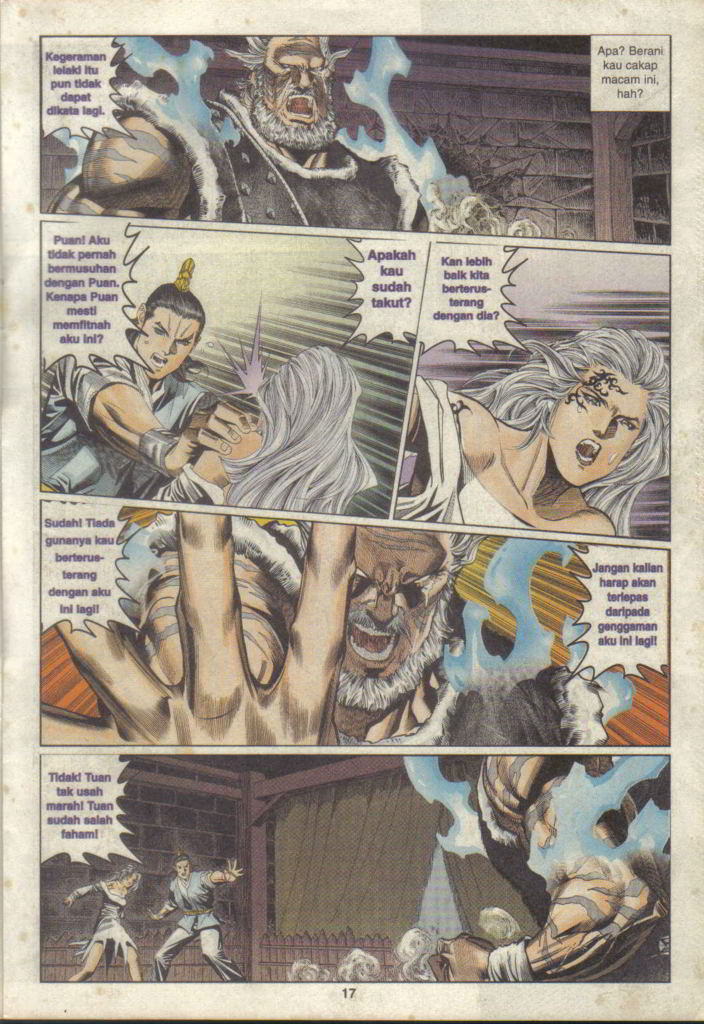 Kegeraman
lelaki itu
pun tidak
dapat
dikata lagi.
Apa? Berani
kau cakap
macam ini,
hah?
Puan! Aku
tidak pernah
bermusuhan
dengan Puan.
Kenapa Puan
mesti
memfitnah
aku ini?
Apakah
kau
sudah
takut?
Kan lebih
baik kita
berterus-
terang
dengan dia?
Sudah! Tiada
gunanya kau
berterus-
terang
dengan aku
ini lagi!
Jangan kalian
harap akan
terlepas
daripada
genggaman
aku ini lagi!
Tidak! Tuan
tak usah
marah! Tuan
sudah salah
faham!
17